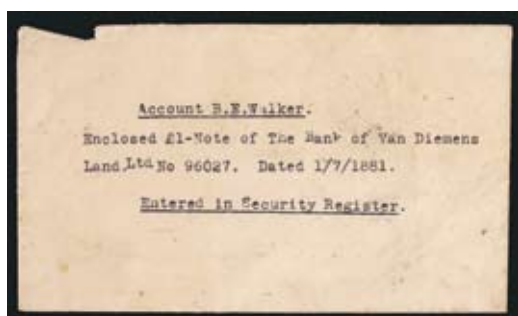 Account B.E.Walker.
Enclosed £1-Note of The Bank of Van Diemens
Land Ltd No 96027. Dated 1/7/1881.
Entered in Security Register.